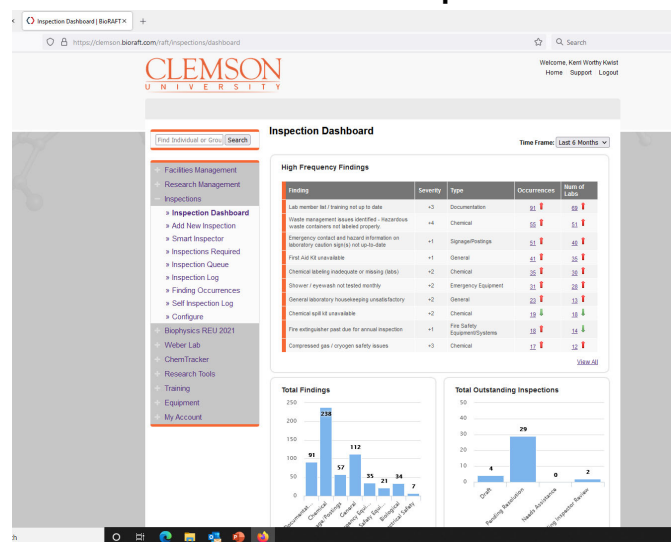 Inspection Dashboard | BioRAFT
https://clemson.bioraft.com/raft/inspections/dashboard
Search
CLEMSON
UNIVERSITY
Welcome, Kerri Worthy Kwist
Home Support Logout
Find Individual or Grou Search
Inspection Dashboard
Time Frame: Last 6 Months
Facilities Management
Research Management
Inspections
» Inspection Dashboard
» Add New Inspection
» Smart Inspector
» Inspections Required
» Inspection Queue
» Inspection Log
» Finding Occurrences
» Self Inspection Log
» Configure
Biophysics REU 2021
Weber Lab
ChemTracker
Research Tools
Training
Equipment
My Account
High Frequency Findings
Finding Severity Type Occurrences Num of Labs
Lab member list / training not up to date +3 Documentation 91 69
Waste management issues identified - Hazardous
waste containers not labeled properly +4 Chemical 55 51
Emergency contact and hazard information on
laboratory caution sign(s) not up-to-date +1 Signage/Postings 51 46
First Aid Kit unavailable +1 General 41 35
Chemical labeling inadequate or missing (labs) +2 Chemical 35 30
Shower / eyewash not tested monthly +2 Emergency Equipment 31 28
General laboratory housekeeping unsatisfactory +2 General 23 13
Chemical spill kit unavailable +2 Chemical 19 18
Fire extinguisher past due for annual inspection +1 Fire Safety Equipment/Systems 18 14
Compressed gas / cryogen safety issues +3 Chemical 17 12
View All
Total Findings
250
200
150
100
50
0
91
238
57
112
35
21
34
7
Documentat...
Chemical
General
Biological
Total Outstanding Inspections
50
40
30
20
10
0
4
29
0
2
Draft
Pending Resolution
Needs Assistance
Inspector Review